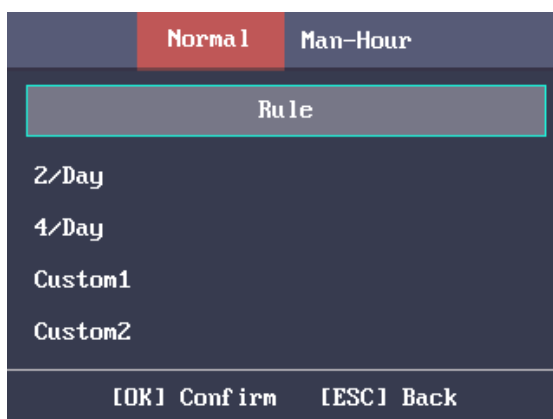 Normal Man-Hour
Rule
2/Day
4/Day
Custom1
Custom2
[OK] Confirm [ESC] Back